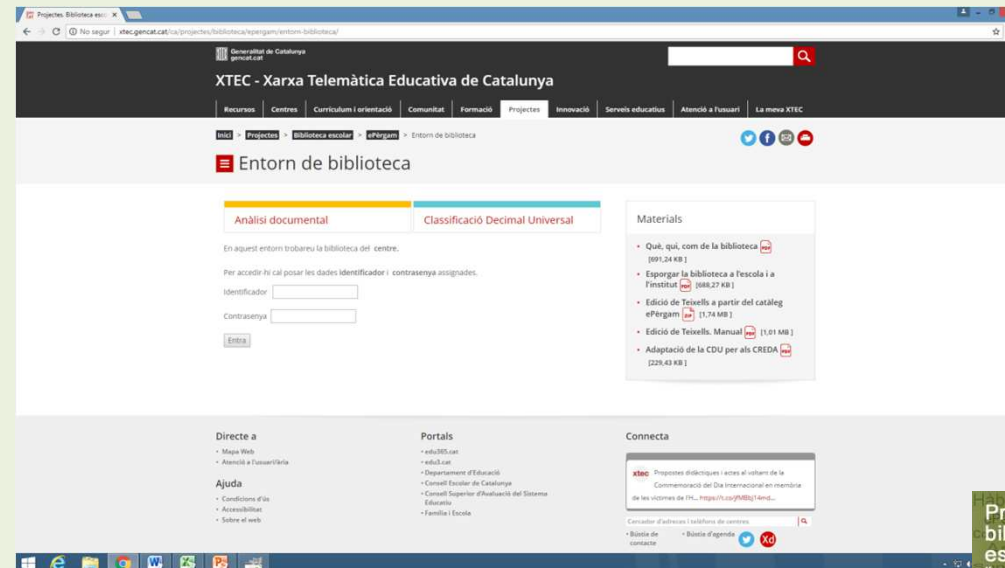 Projectes. Biblioteca esc
No segur | xtec.gencat.cat/ca/projectes/biblioteca/epergam/entorn-biblioteca/
Generalitat de Catalunya
gencat.cat
XTEC - Xarxa Telemàtica Educativa de Catalunya
Recursos Centres Currículum i orientació Comunitat Formació Projectes Innovació Serveis educatius Atenció a l'usuari La meva XTEC
Inici > Projectes > Biblioteca escolar > ePèrgam > Entorn de biblioteca
Entorn de biblioteca
Anàlisi documental
Classificació Decimal Universal
En aquest entorn trobareu la biblioteca del centre.
Per accedir-hi cal posar les dades identificador i contrasenya assignades.
Identificador
Contrasenya
Entra
Materials
• Què, qui, com de la biblioteca PDF
[691,24 KB ]
• Esporgar la biblioteca a l'escola i a
l'institut PDF [688,27 KB ]
• Edició de Teixells a partir del catàleg
ePèrgam ZIP [1,74 MB ]
• Edició de Teixells. Manual PDF [1,01 MB ]
• Adaptació de la CDU per als CREDA PDF
[229,43 KB ]
Directe a
• Mapa Web
• Atenció a l'usuari/ària
Ajuda
• Condicions d'ús
• Accessibilitat
• Sobre el web
Portals
• edu365.cat
• edu3.cat
• Departament d'Educació
• Consell Escolar de Catalunya
• Consell Superior d'Avaluació del Sistema
Educatiu
• Família i Escola
Connecta
xtec Propostes didàctiques i actes al voltant de la
Commemoració del Dia Internacional en memòria
de les víctimes de l'H...
Cercador d'adreces i telèfons de centres
• Bústia de
contacte
• Bústia d'agenda
Xd
Pr
bil
es